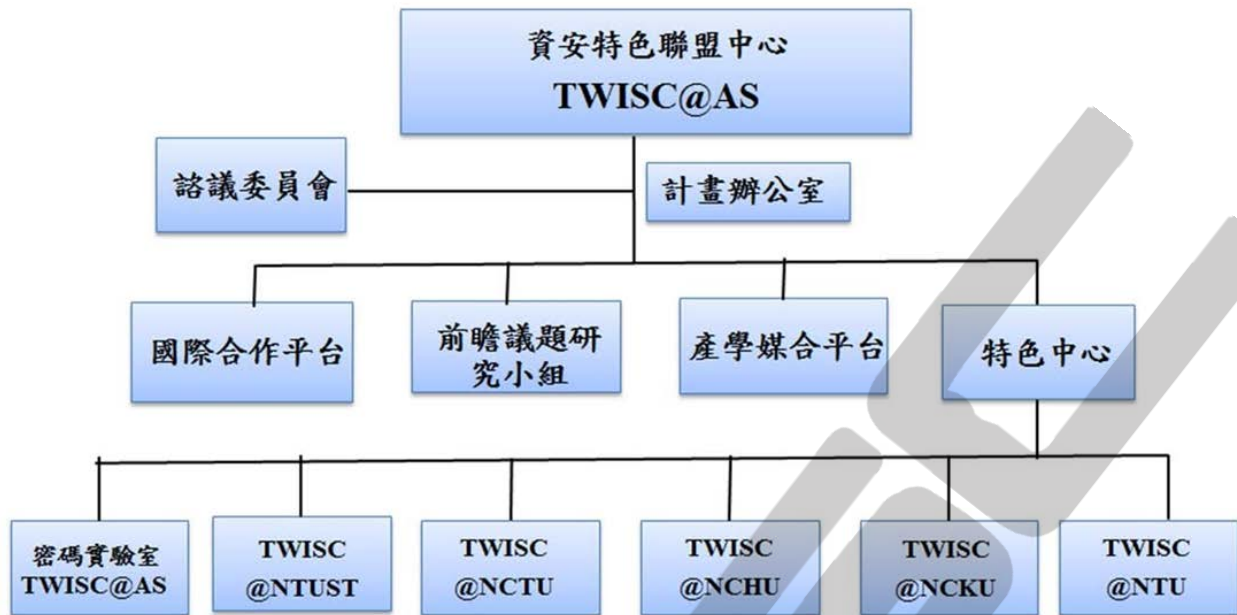 資安特色聯盟中心
TWISC@AS
諮議委員會
計畫辦公室
國際合作平台
前瞻議題研
究小組
產學媒合平台
特色中心
密碼實驗室
TWISC@AS
TWISC
@NTUST
TWISC
@NCTU
TWISC
@NCHU
TWISC
@NCKU
TWISC
@NTU